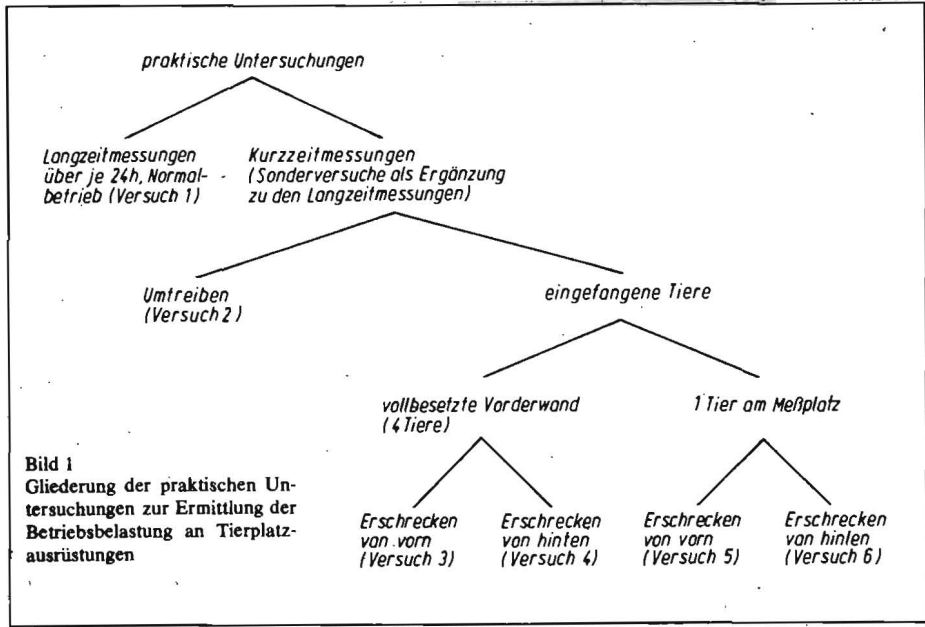 praktische Untersuchungen
Langzeitmessungen
über je 24h, Normal-
betrieb (Versuch 1)
Kurzzeitmessungen
(Sonderversuche als Ergänzung
zu den Langzeitmessungen)
Umtreiben
(Versuch 2)
eingefangene Tiere
vollbesetzte Vorderwand
(4 Tiere)
1 Tier am Meßplatz
Erschrecken
von vorn
(Versuch 3)
Erschrecken
von hinten
(Versuch 4)
Erschrecken
von vorn
(Versuch 5)
Erschrecken
von hinten
(Versuch 6)
Bild 1
Gliederung der praktischen Un-
tersuchungen zur Ermittlung der
Betriebsbelastung an Tierplatz-
ausrüstungen